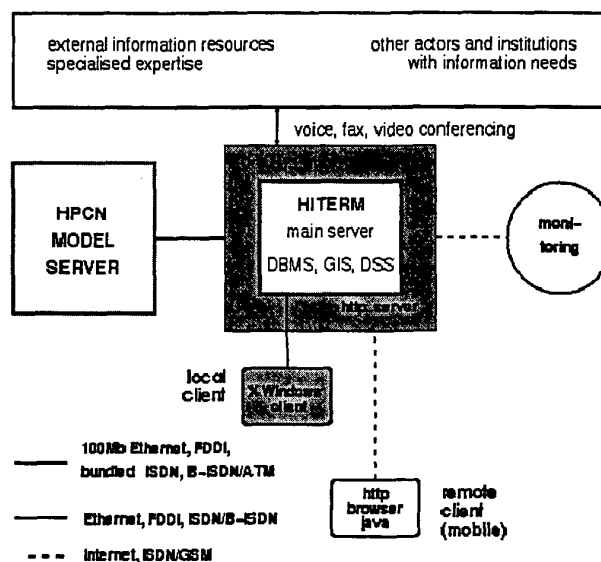 external information resources
specialised expertise
other actors and institutions
with information needs
voice, fax, video conferencing
HPCN
MODEL
SERVER
HITERM
main server
DBMS, GIS, DSS
http server
moni-
toring
local
client
X Windows
client
http
browser
java
remote
client
(mobile)
100Mb Ethernet, FDDI,
bundled ISDN, B-ISDN/ATM
Ethernet, FDDI, ISDN/B-ISDN
Internet, ISDN/GSM